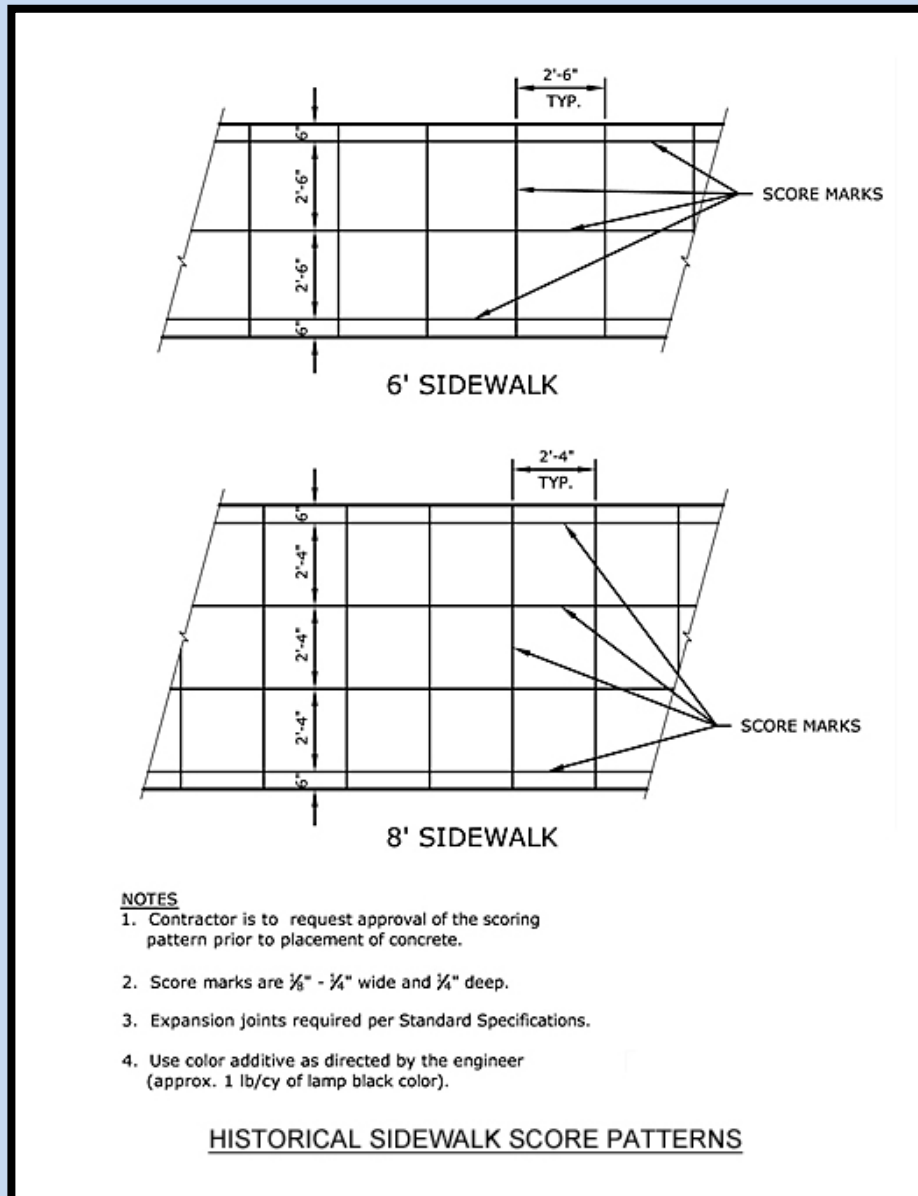 2'-6"
TYP.
6"
2'-6"
2'-6"
6"
SCORE MARKS
6' SIDEWALK
2'-4"
TYP.
6"
2'-4"
2'-4"
2'-4"
6"
SCORE MARKS
8' SIDEWALK
NOTES
1. Contractor is to request approval of the scoring
pattern prior to placement of concrete.
2. Score marks are ⅛" - ¼" wide and ¼" deep.
3. Expansion joints required per Standard Specifications.
4. Use color additive as directed by the engineer
(approx. 1 lb/cy of lamp black color).
HISTORICAL SIDEWALK SCORE PATTERNS